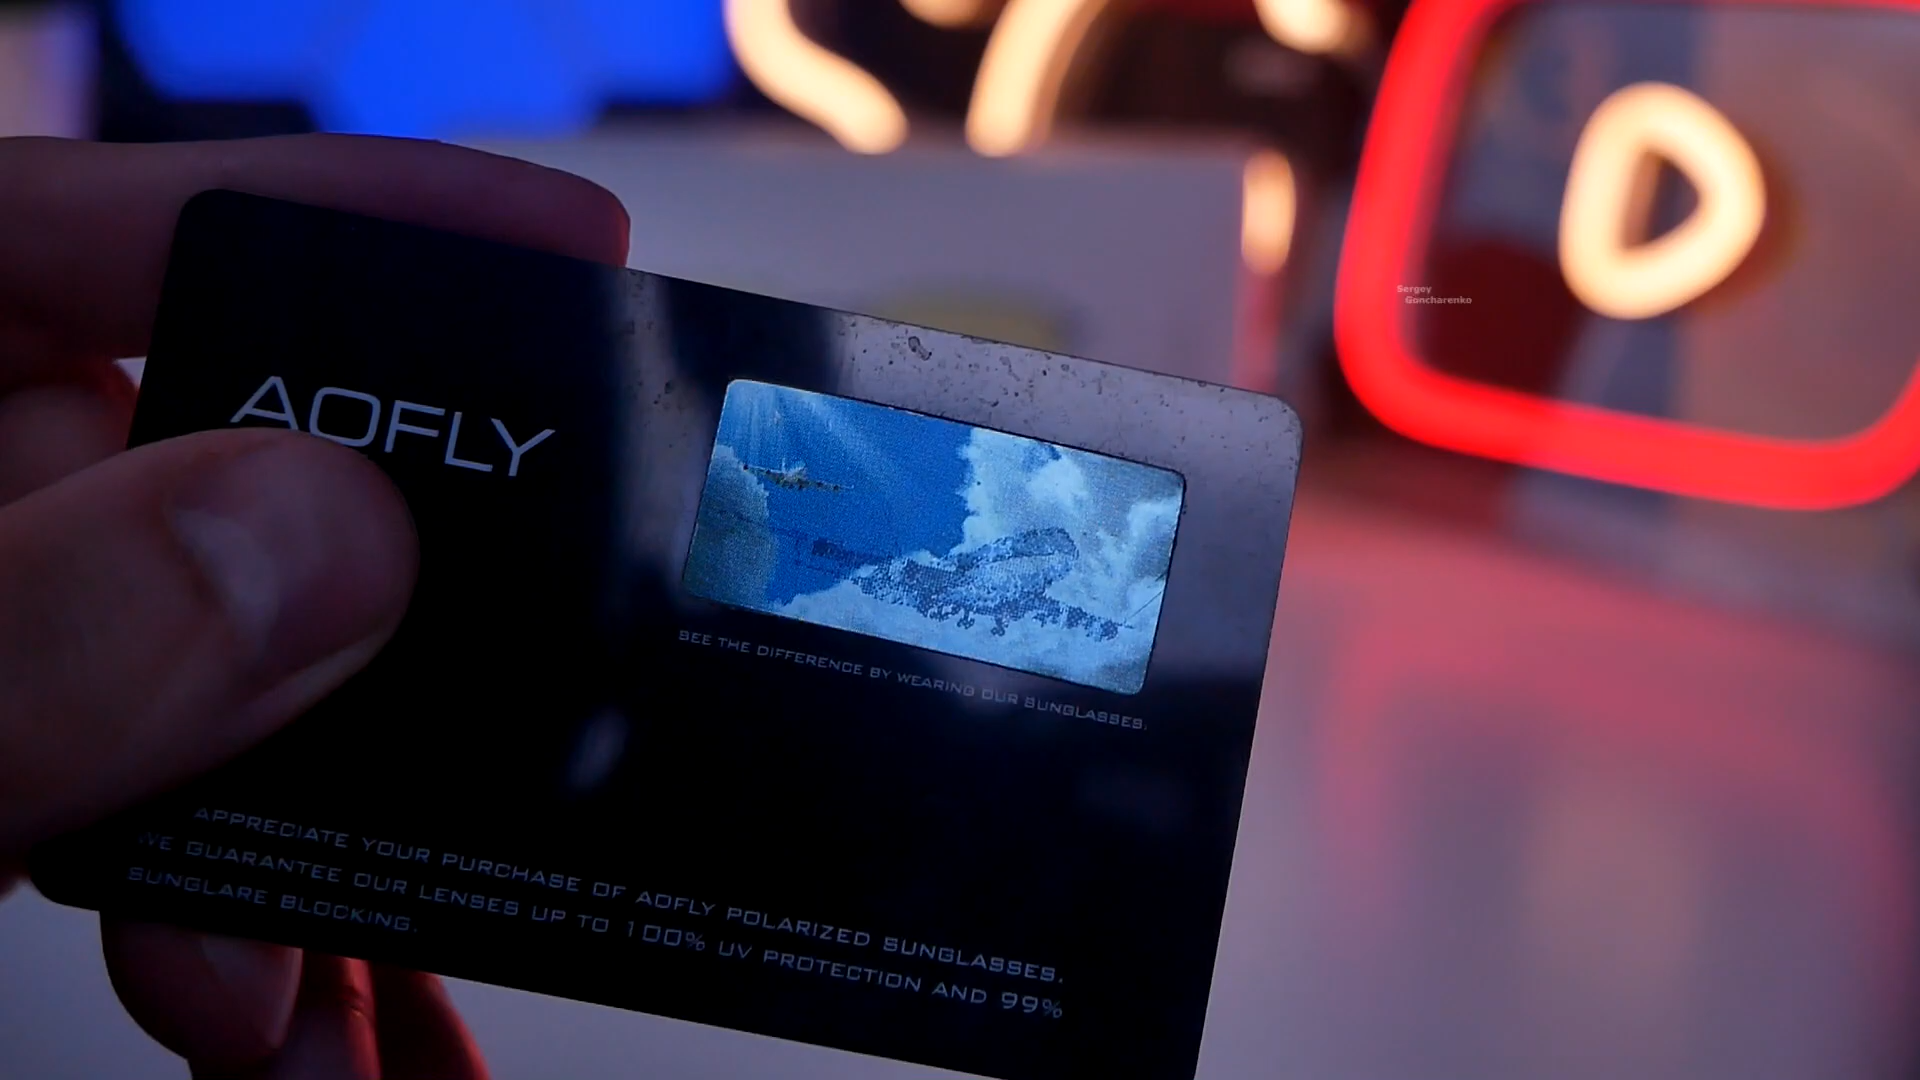 Sergey
Goncharenko
AOFLY
SEE THE DIFFERENCE BY WEARING OUR SUNGLASSES.
APPRECIATE YOUR PURCHASE OF AOFLY POLARIZED SUNGLASSES.
WE GUARANTEE OUR LENSES UP TO 100% UV PROTECTION AND 99%
SUNGLARE BLOCKING.